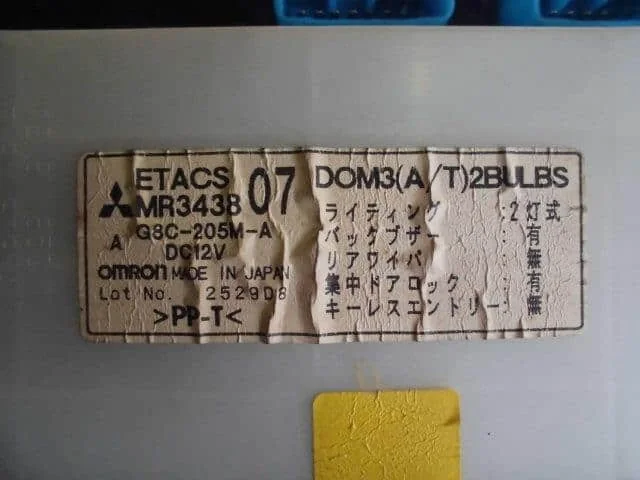 ETACS
MR3438 07
A G8C-205M-A
DC12V
omron MADE IN JAPAN
Lot No. 2529D8
>PP-T<
DOM3(A/T)2BULBS
ライティング :2灯式
バックブザー :有
リアワイパ :無
集中ドアロック :有
キーレスエントリー:無